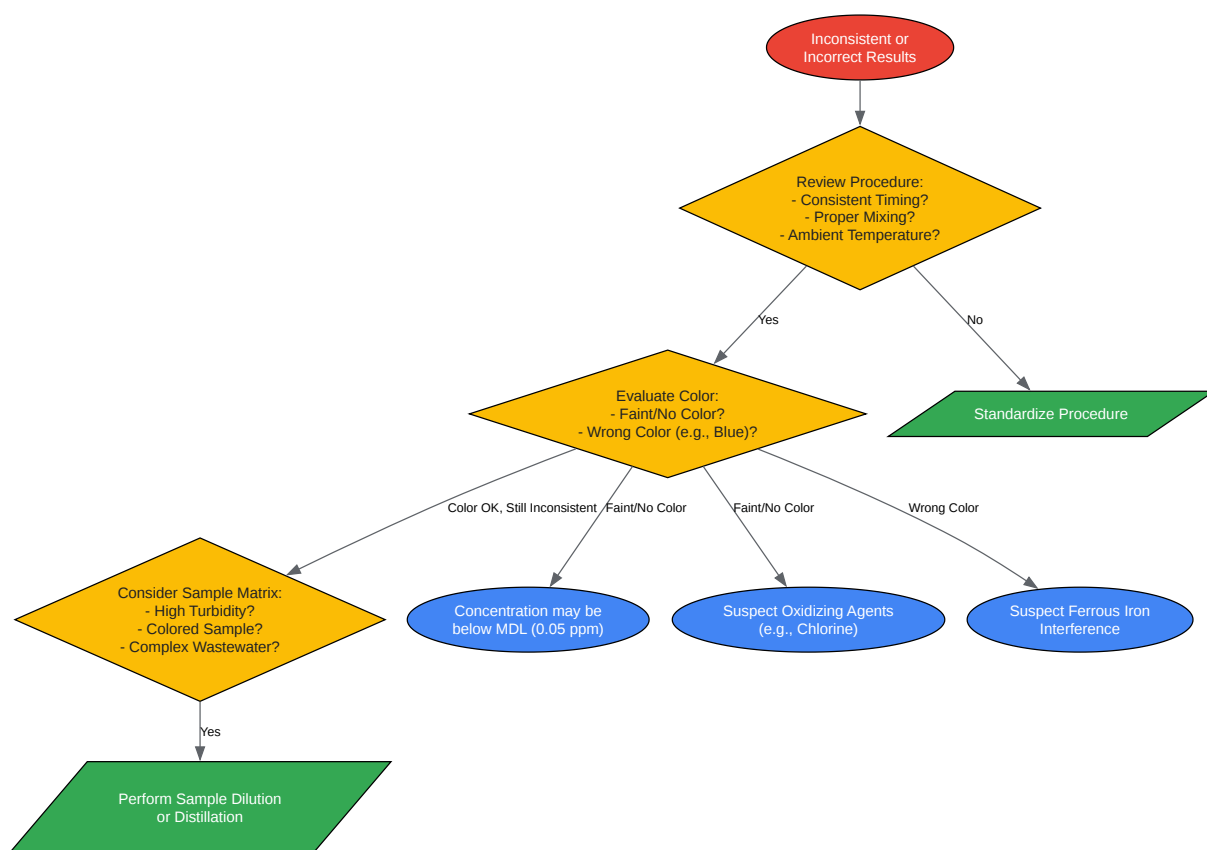 Inconsistent or
Incorrect Results
Review Procedure:
- Consistent Timing?
- Proper Mixing?
- Ambient Temperature?
Yes
No
Evaluate Color:
- Faint/No Color?
- Wrong Color (e.g., Blue)?
Standardize Procedure
Color OK, Still Inconsistent
Faint/No Color
Faint/No Color
Wrong Color
Consider Sample Matrix:
- High Turbidity?
- Colored Sample?
- Complex Wastewater?
Concentration may be
below MDL (0.05 ppm)
Suspect Oxidizing Agents
(e.g., Chlorine)
Suspect Ferrous Iron
Interference
Yes
Perform Sample Dilution
or Distillation